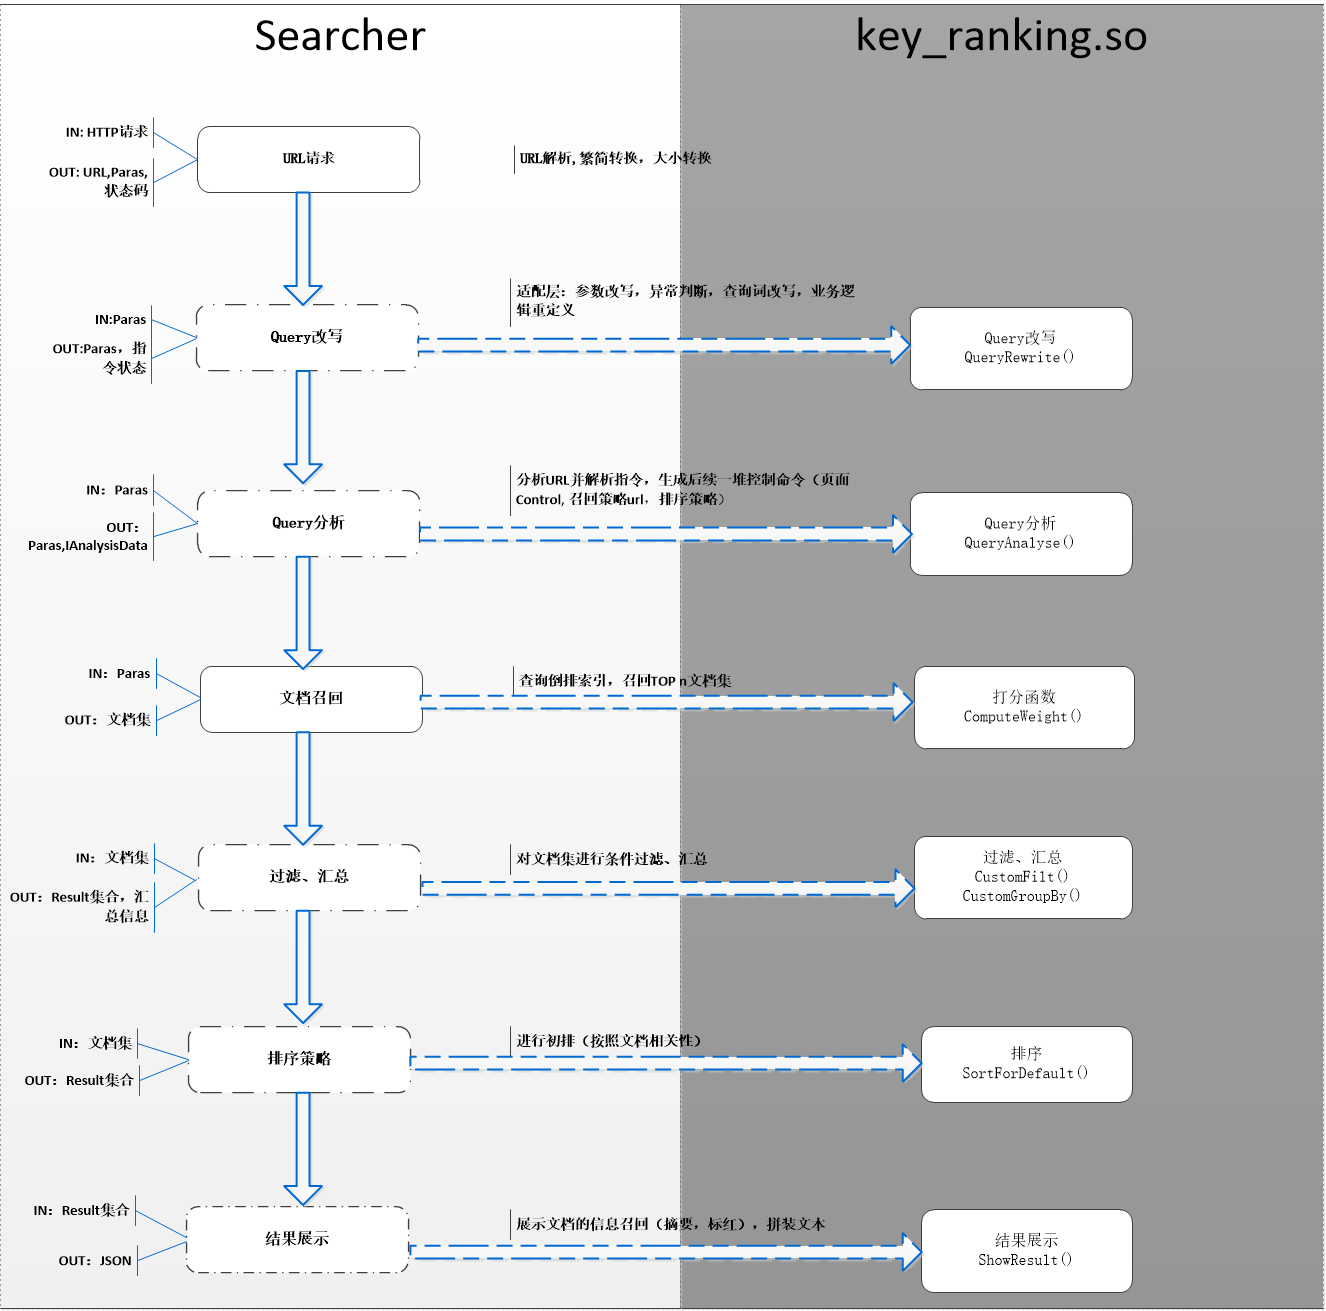 Searcher
key_ranking.so
IN: HTTP请求
OUT: URL,Paras,
状态码
URL请求
URL解析, 繁简转换，大小转换
适配层：参数改写，异常判断，查询词改写，业务逻
辑重定义
IN:Paras
OUT:Paras，指
令状态
Query改写
Query改写
QueryRewrite()
分析URL并解析指令，生成后续一堆控制命令（页面
Control, 召回策略url，排序策略）
IN：Paras
OUT：
Paras,IAnalysisData
Query分析
Query分析
QueryAnalyse()
IN：Paras
OUT：文档集
文档召回
查询倒排索引，召回TOP n文档集
打分函数
ComputeWeight()
IN：文档集
OUT：Result集合，汇
总信息
过滤、汇总
对文档集进行条件过滤、汇总
过滤、汇总
CustomFilt()
CustomGroupBy()
IN：文档集
OUT：Result集合
排序策略
进行初排（按照文档相关性）
排序
SortForDefault()
IN：Result集合
OUT：JSON
结果展示
展示文档的信息召回（摘要，标红），拼装文本
结果展示
ShowResult()